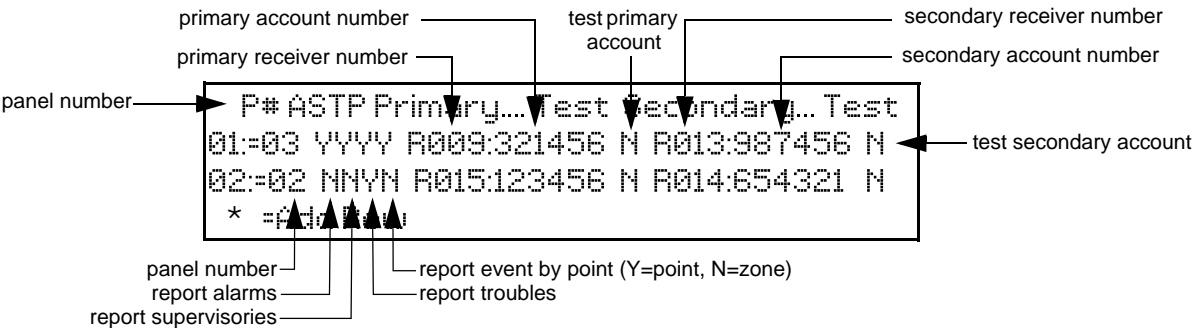 primary account number
test primary account
secondary receiver number
primary receiver number
secondary account number
panel number
P# ASTP Primary....Test Secondary... Test
01:=03 YYYY R009:321456 N R013:987456 N
test secondary account
02:=02 NNYN R015:123456 N R014:654321 N
* =Add
panel number
report event by point (Y=point, N=zone)
report alarms
report troubles
report supervisories